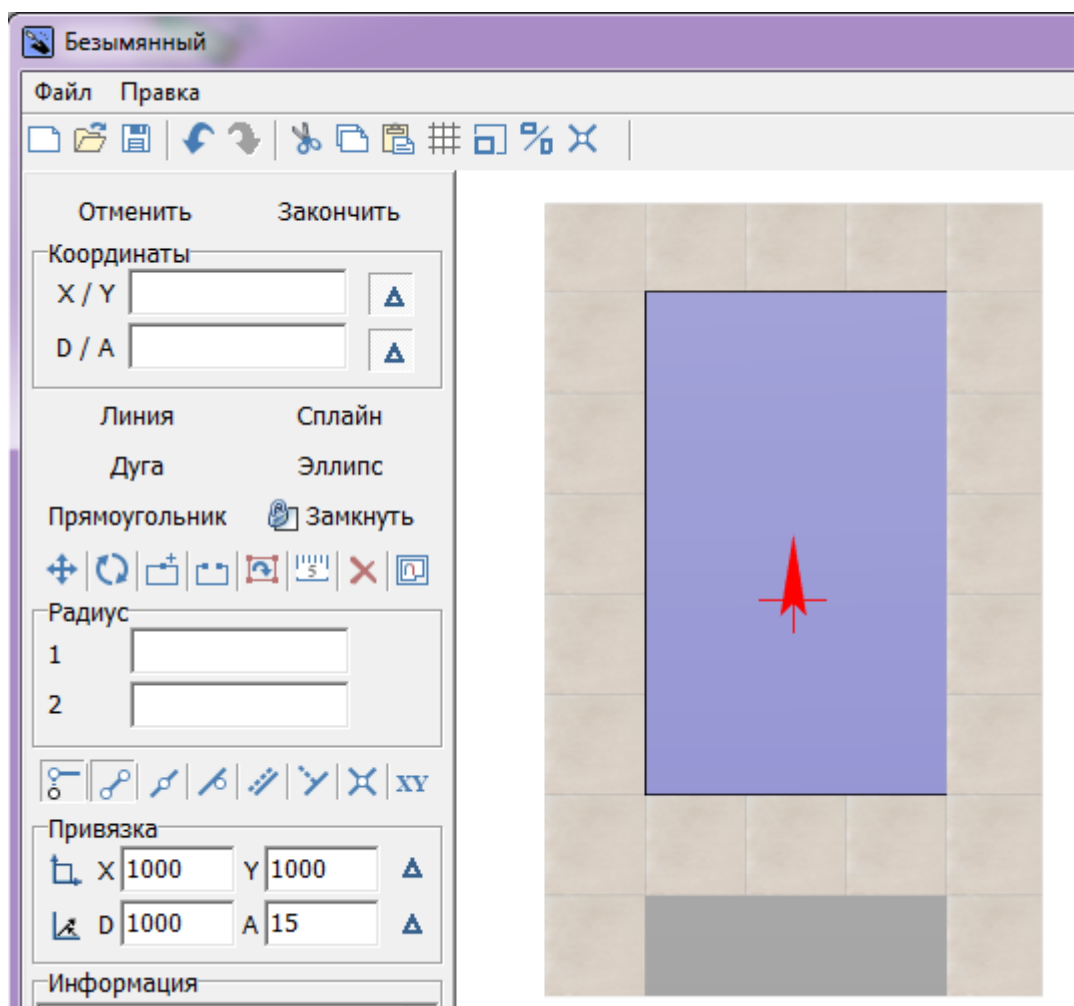 Безымянный
Файл Правка
Отменить Закончить
Координаты
X / Y
D / A
Линия Сплайн
Дуга Эллипс
Прямоугольник Замкнуть
5
Радиус
1
2
XY
Привязка
X 1000 Y 1000
D 1000 A 15
Информация